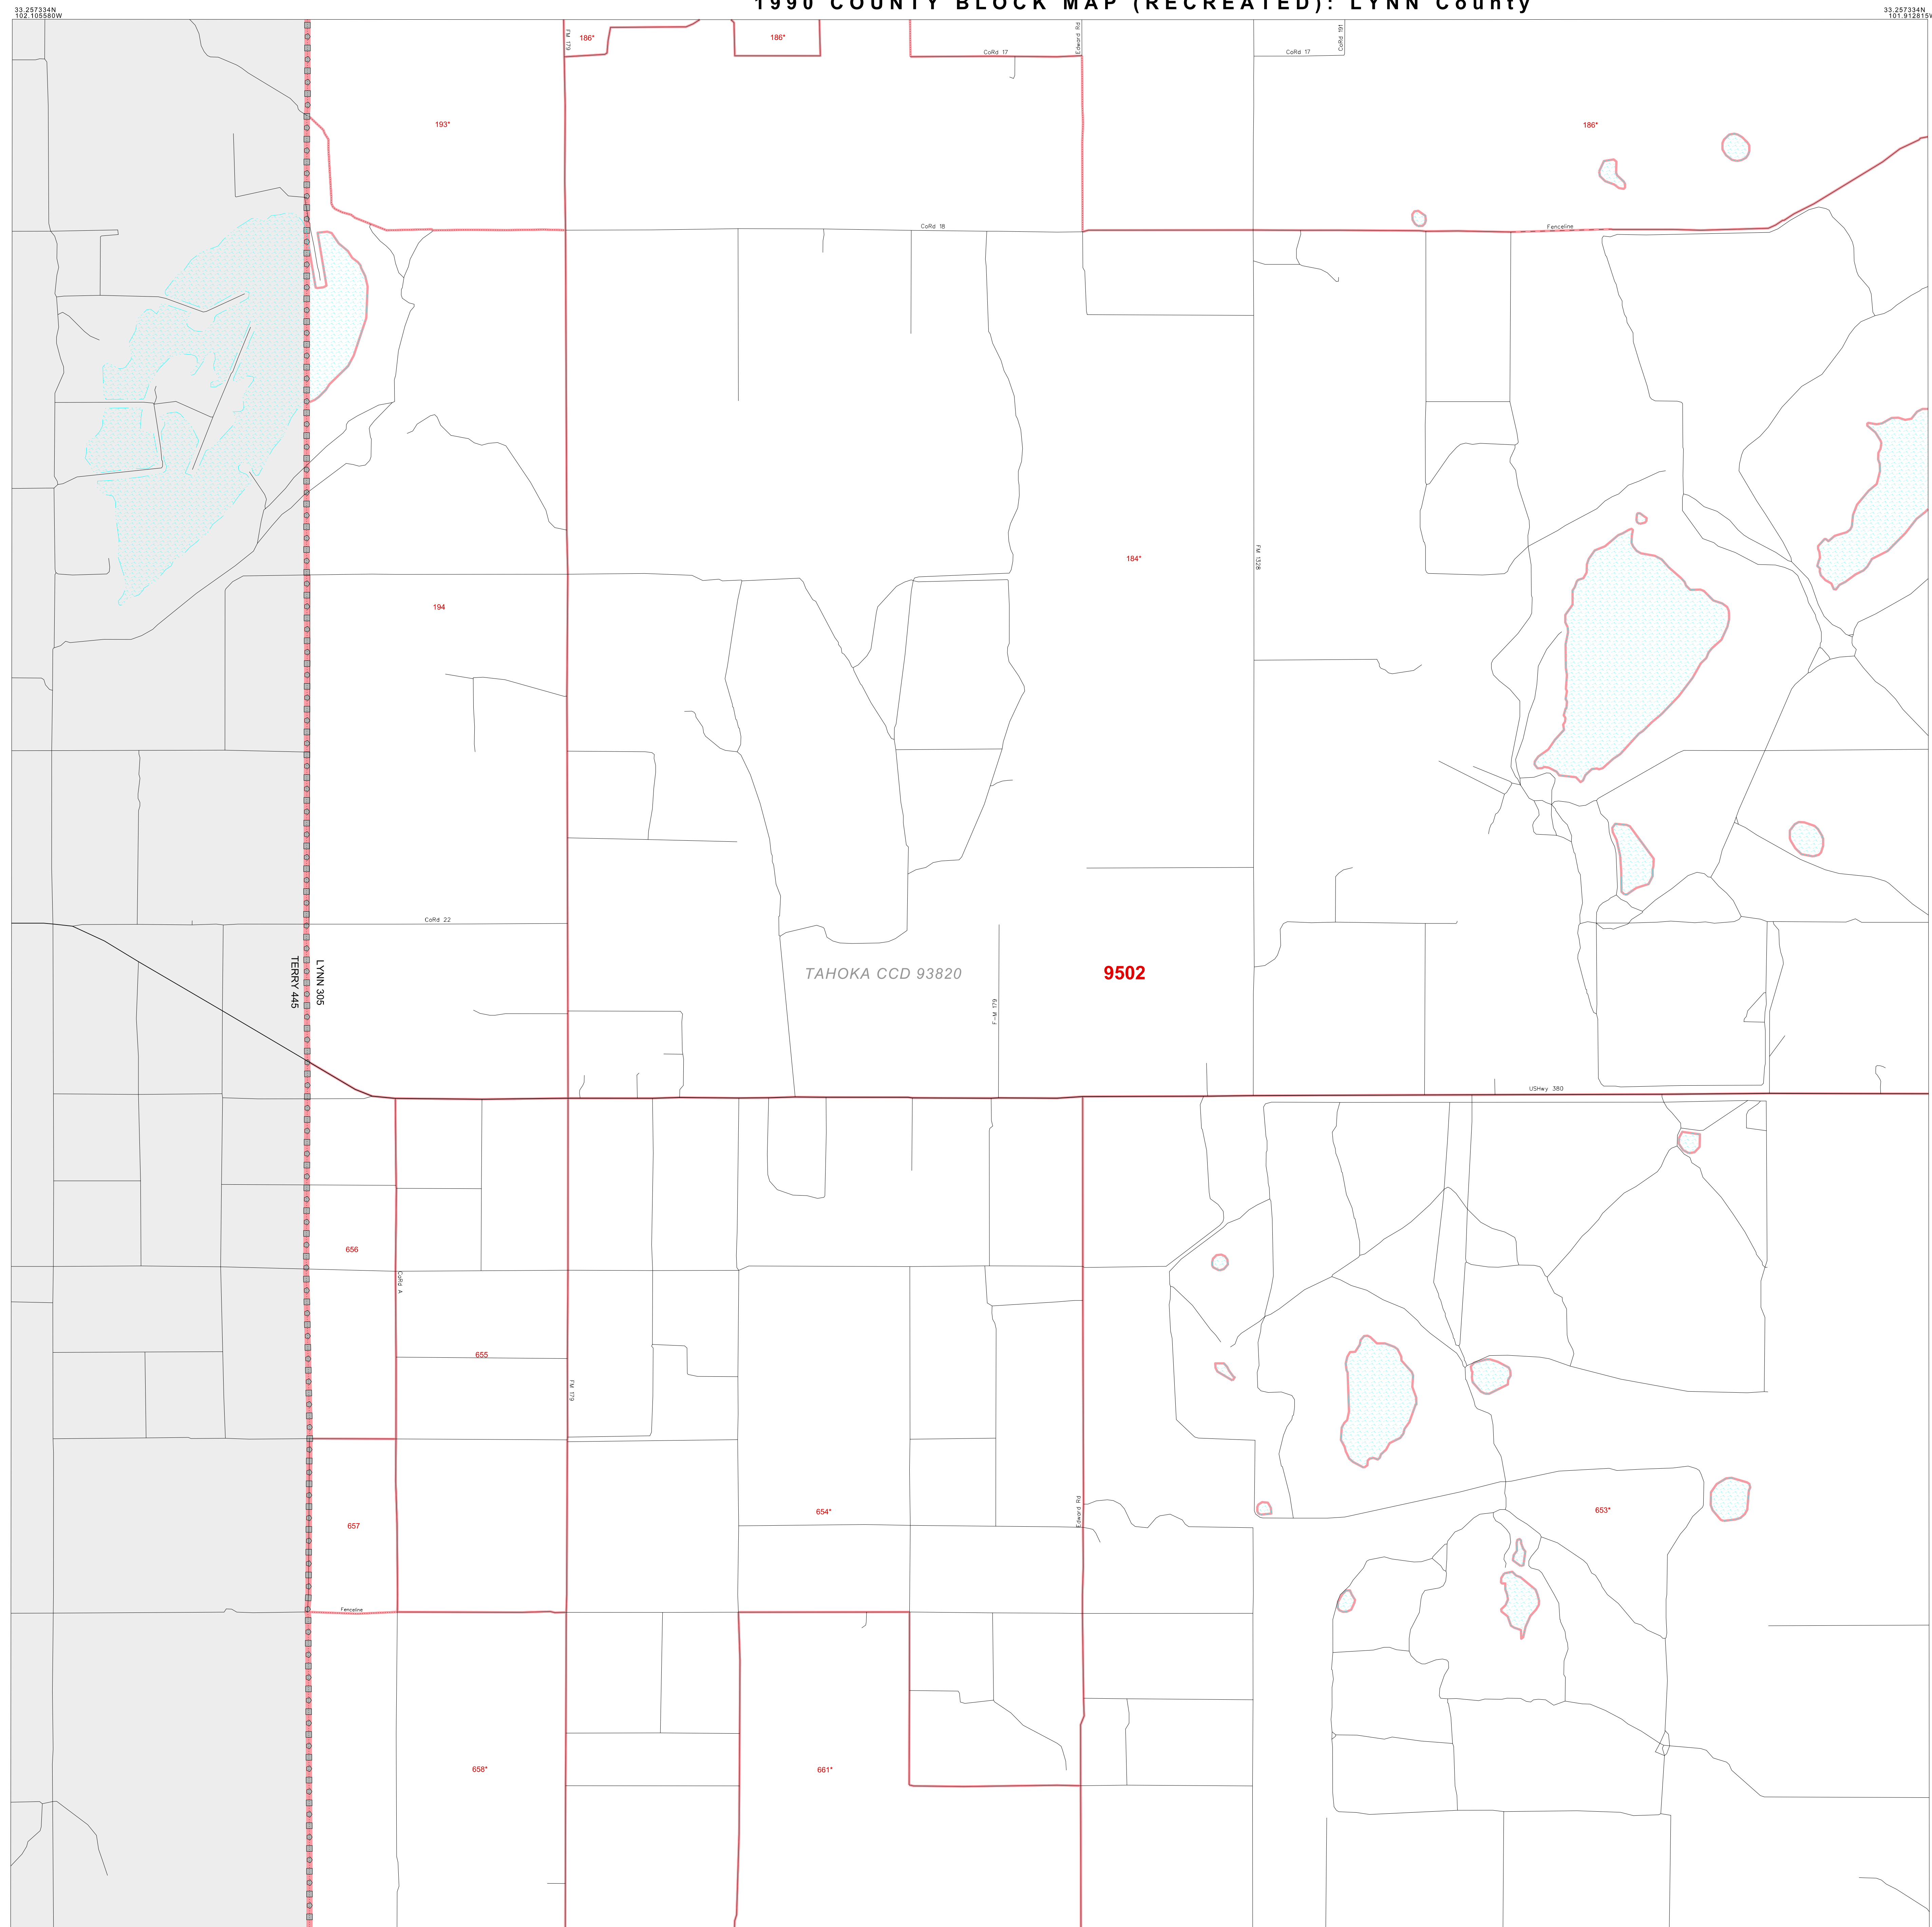 1990 COUNTY BLOCK MAP (RECREATED): LYNN County
33.257334N
102.105580W
33.257334N
101.912815W
FM 179
186*
186*
CoRd 17
Edward Rd
CoRd 17
CoRd 191
193*
186*
CoRd 18
Fenceline
184*
FM 1328
194
CoRd 22
LYNN 305
TERRY 445
TAHOKA CCD 93820
9502
F-M 179
USHwy 380
656
CoRd A
655
FM 179
654*
Edward Rd
653*
657
Fenceline
658*
661*